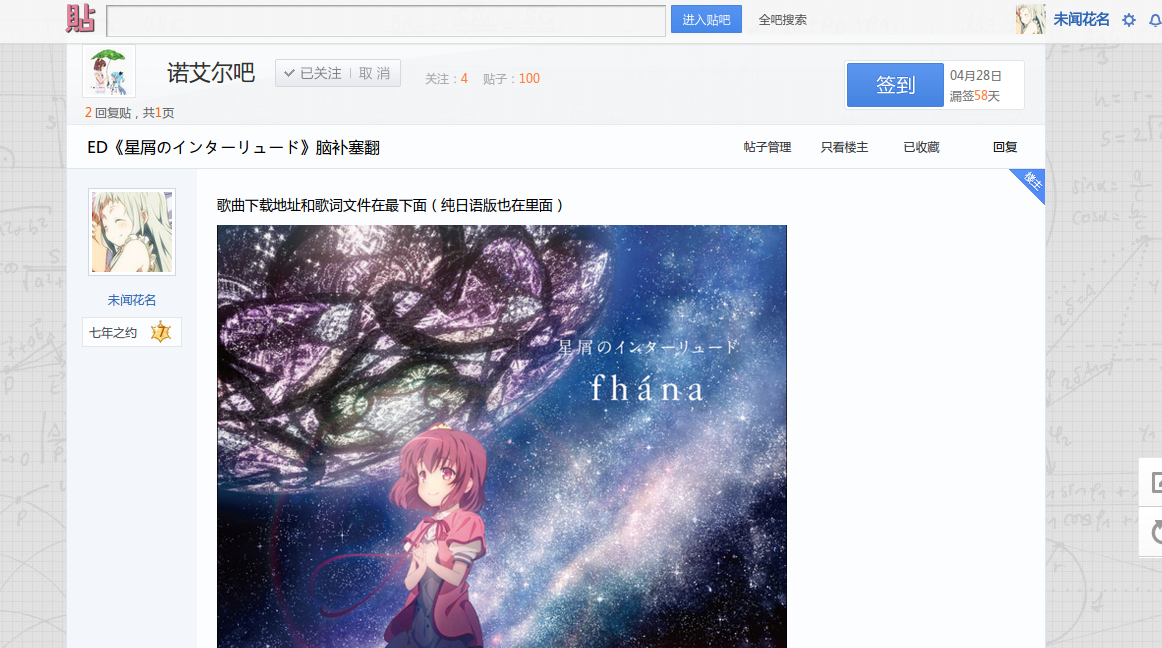 貼
进入贴吧
全吧搜索
未闻花名
诺艾尔吧
已关注
取 消
关注：4
贴子：100
签到
04月28日
漏签58天
2 回复贴，共1页
ED《星屑のインターリュード》脑补塞翻
帖子管理
只看楼主
已收藏
回复
楼主
未闻花名
七年之约
7
歌曲下载地址和歌词文件在最下面（纯日语版也在里面）
星屑のインターリュード
fhána